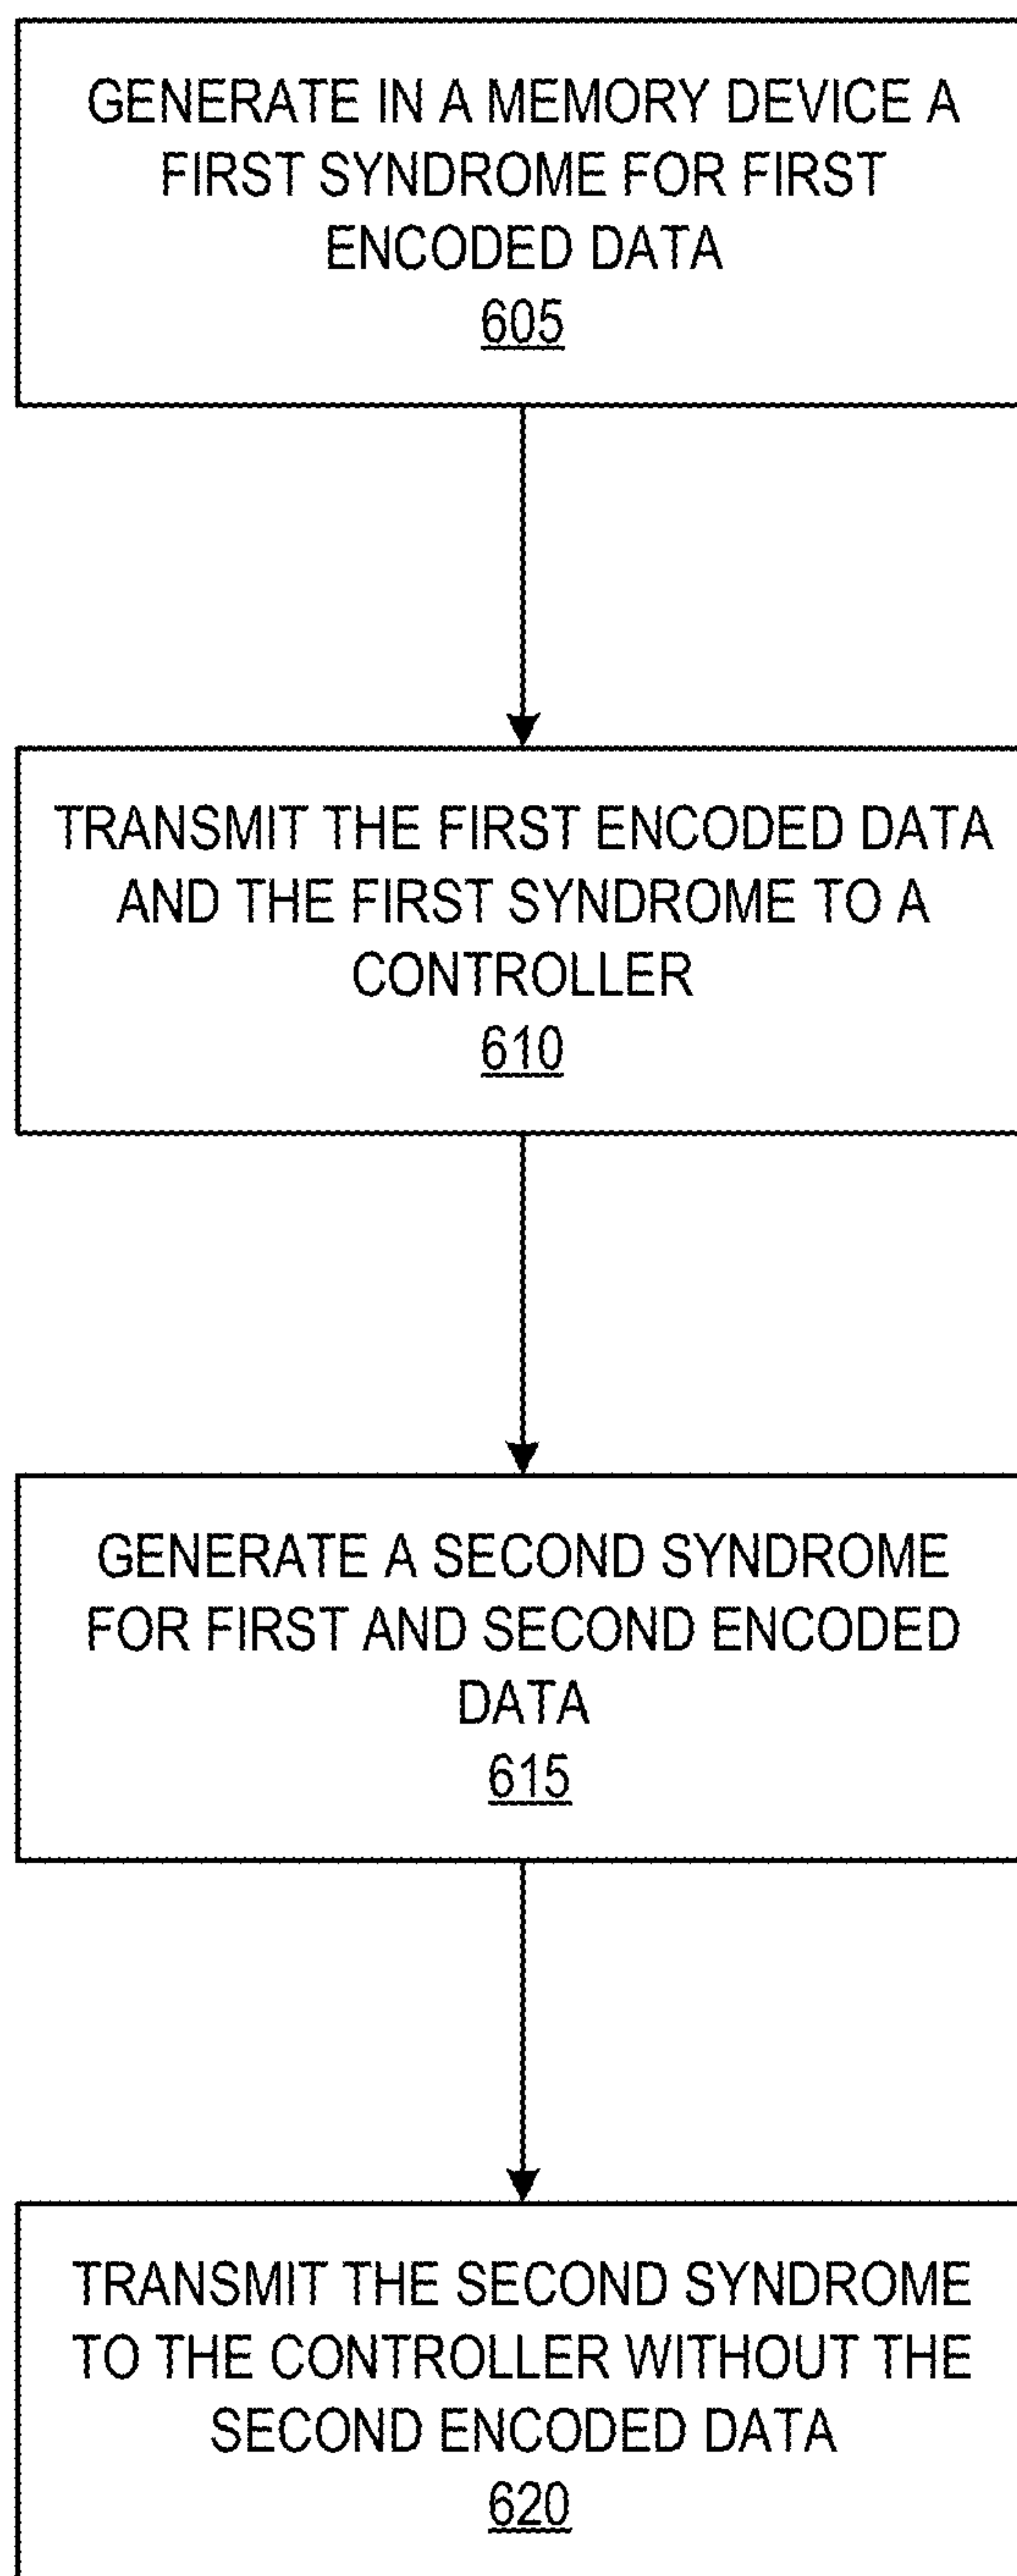 GENERATE IN A MEMORY DEVICE A
FIRST SYNDROME FOR FIRST
ENCODED DATA
605
TRANSMIT THE FIRST ENCODED DATA
AND THE FIRST SYNDROME TO A
CONTROLLER
610
GENERATE A SECOND SYNDROME
FOR FIRST AND SECOND ENCODED
DATA
615
TRANSMIT THE SECOND SYNDROME
TO THE CONTROLLER WITHOUT THE
SECOND ENCODED DATA
620